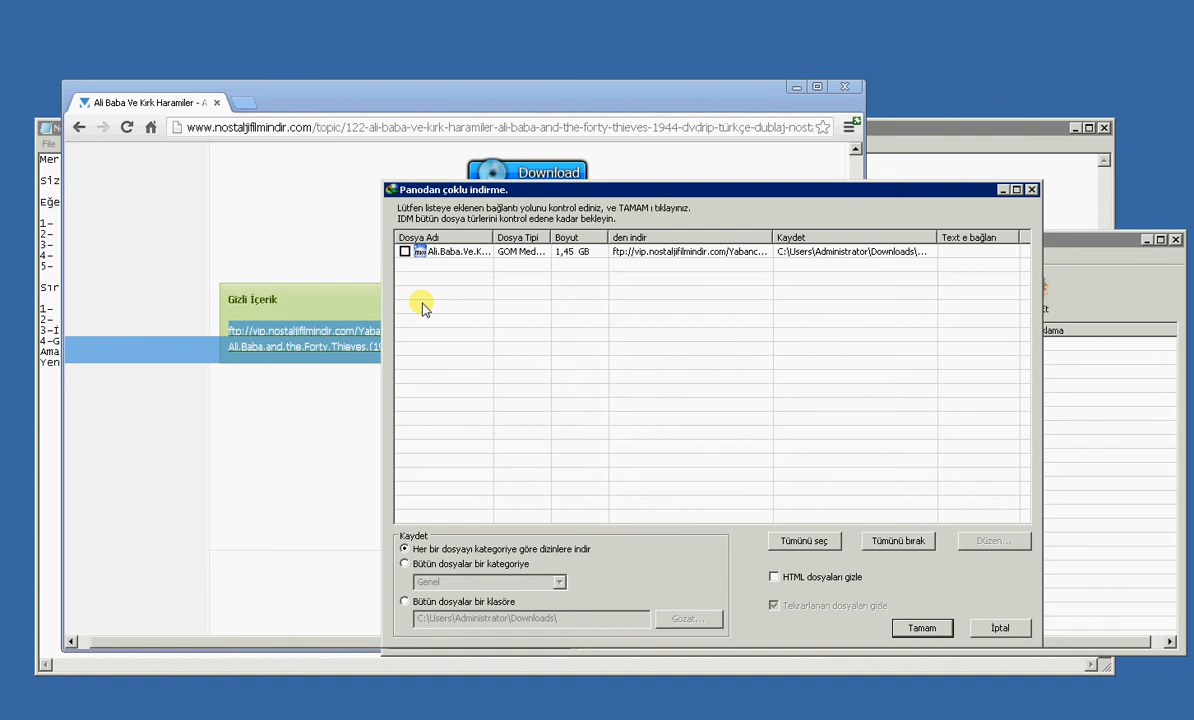 Ali Baba Ve Kırk Haramiler - A
www.nostaljifilmindir.com/topic/122-ali-baba-ve-kırk-haramiler-ali-baba-and-the-forty-thieves-1944-dvdrip-türkçe-dublaj-nost
File
Mer
Siz
Eğe
1-
2-
3-
4-
5-
Sır
1-
2-
3-İ
4-G
Ama
Yen
Download
Gizli İçerik
ftp://vip.nostaljifilmindir.com/Yaba
Ali.Baba.and.the.Forty.Thieves.(19
Panodan çoklu indirme.
Lütfen listeye eklenen bağlantı yolunu kontrol ediniz, ve TAMAM ı tıklayınız.
IDM bütün dosya türlerini kontrol edene kadar bekleyin.
Dosya Adı Dosya Tipi Boyut den indir Kaydet Text e bağlan
Ali.Baba.Ve.K... GOM Med... 1,45 GB ftp://vip.nostaljifilmindir.com/Yabanc... C:\Users\Administrator\Downloads\...
Kaydet
Her bir dosyayı kategoriye göre dizinlere indir
Bütün dosyalar bir kategoriye
Genel
Bütün dosyalar bir klasöre
C:\Users\Administrator\Downloads\
Gözat...
Tümünü seç
Tümünü bırak
Düzen...
HTML dosyaları gizle
Tekrarlanan dosyaları gizle
Tamam
İptal
Et
klama